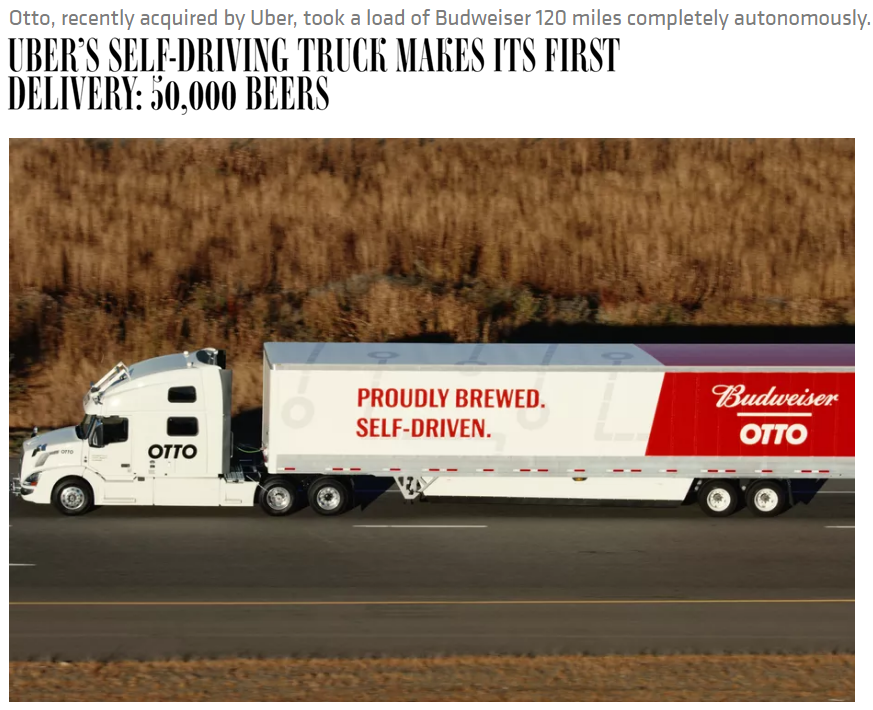 Otto, recently acquired by Uber, took a load of Budweiser 120 miles completely autonomously.
UBER'S SELF-DRIVING TRUCK MAKES ITS FIRST
DELIVERY: 50,000 BEERS
PROUDLY BREWED.
SELF-DRIVEN.
Budweiser
OTTO
OTTO
OTTO